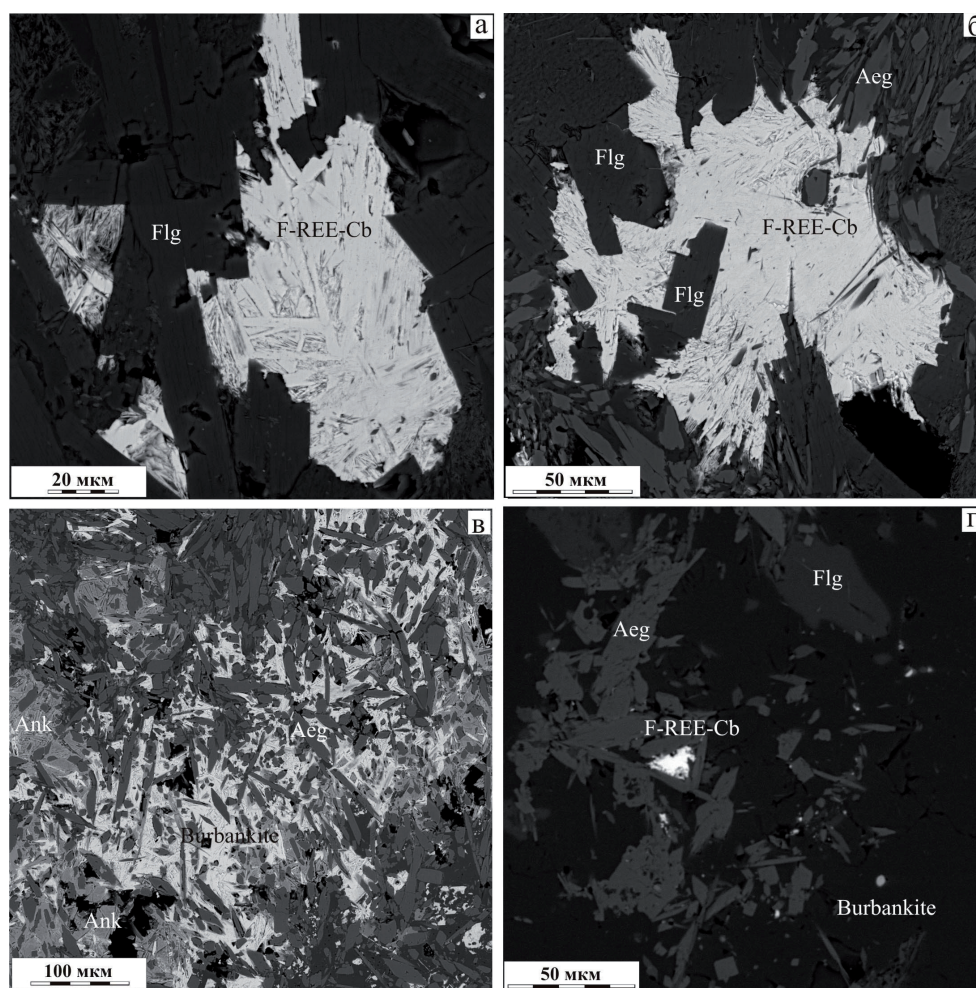 а
Flg
F-REE-Cb
20 мкм
б
Aeg
Flg
F-REE-Cb
Flg
50 мкм
в
Ank
Aeg
Burbankite
Ank
100 мкм
г
Flg
Aeg
F-REE-Cb
Burbankite
50 мкм